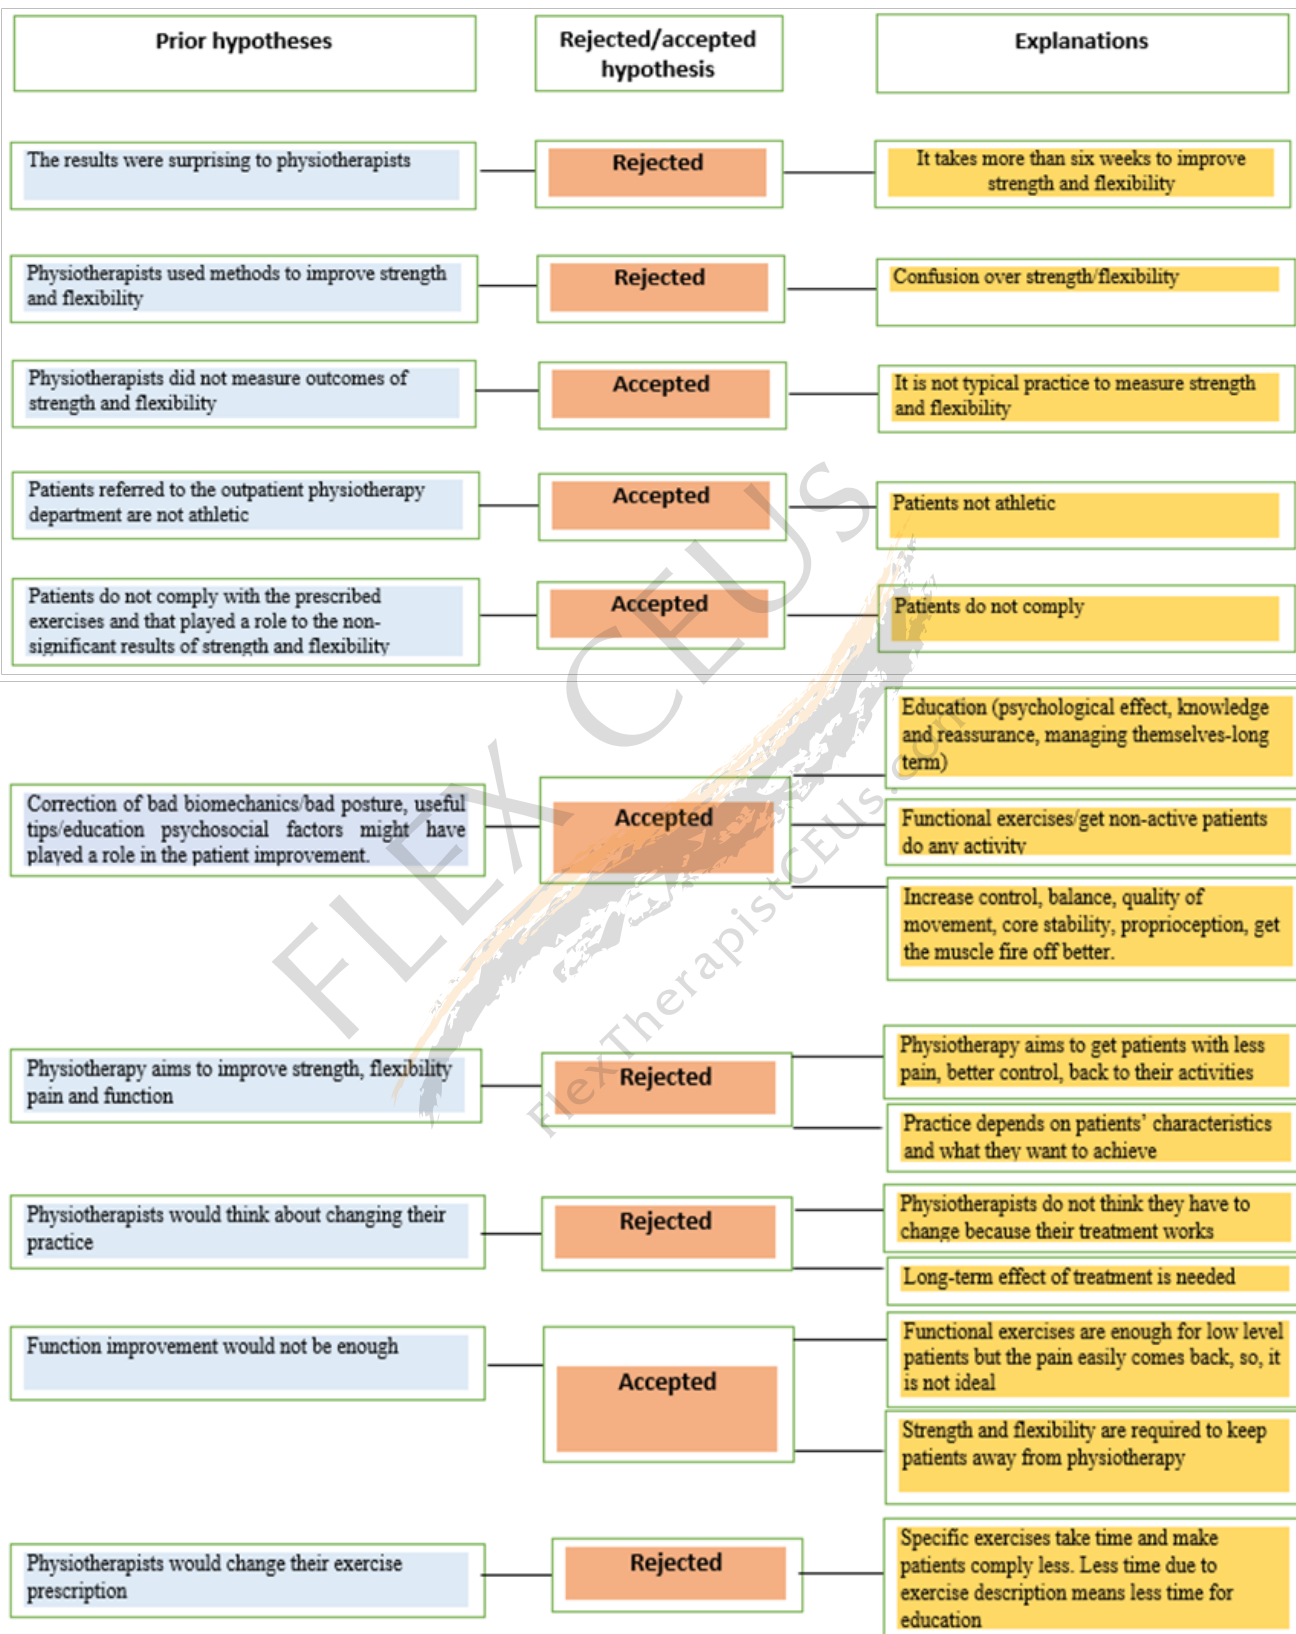 Prior hypotheses
Rejected/accepted
hypothesis
Explanations
The results were surprising to physiotherapists
Rejected
It takes more than six weeks to improve
strength and flexibility
Physiotherapists used methods to improve strength
and flexibility
Rejected
Confusion over strength/flexibility
Physiotherapists did not measure outcomes of
strength and flexibility
Accepted
It is not typical practice to measure strength
and flexibility
Patients referred to the outpatient physiotherapy
department are not athletic
Accepted
Patients not athletic
Patients do not comply with the prescribed
exercises and that played a role to the non-
significant results of strength and flexibility
Accepted
Patients do not comply
Correction of bad biomechanics/bad posture, useful
tips/education psychosocial factors might have
played a role in the patient improvement.
Accepted
Education (psychological effect, knowledge
and reassurance, managing themselves-long
term)
Functional exercises/get non-active patients
do any activity
Increase control, balance, quality of
movement, core stability, proprioception, get
the muscle fire off better.
Physiotherapy aims to improve strength, flexibility
pain and function
Rejected
Physiotherapy aims to get patients with less
pain, better control, back to their activities
Practice depends on patients' characteristics
and what they want to achieve
Physiotherapists would think about changing their
practice
Rejected
Physiotherapists do not think they have to
change because their treatment works
Long-term effect of treatment is needed
Function improvement would not be enough
Accepted
Functional exercises are enough for low level
patients but the pain easily comes back, so, it
is not ideal
Strength and flexibility are required to keep
patients away from physiotherapy
Physiotherapists would change their exercise
prescription
Rejected
Specific exercises take time and make
patients comply less. Less time due to
exercise description means less time for
education
FLEX CEUS
FlexTherapistCEUs.com